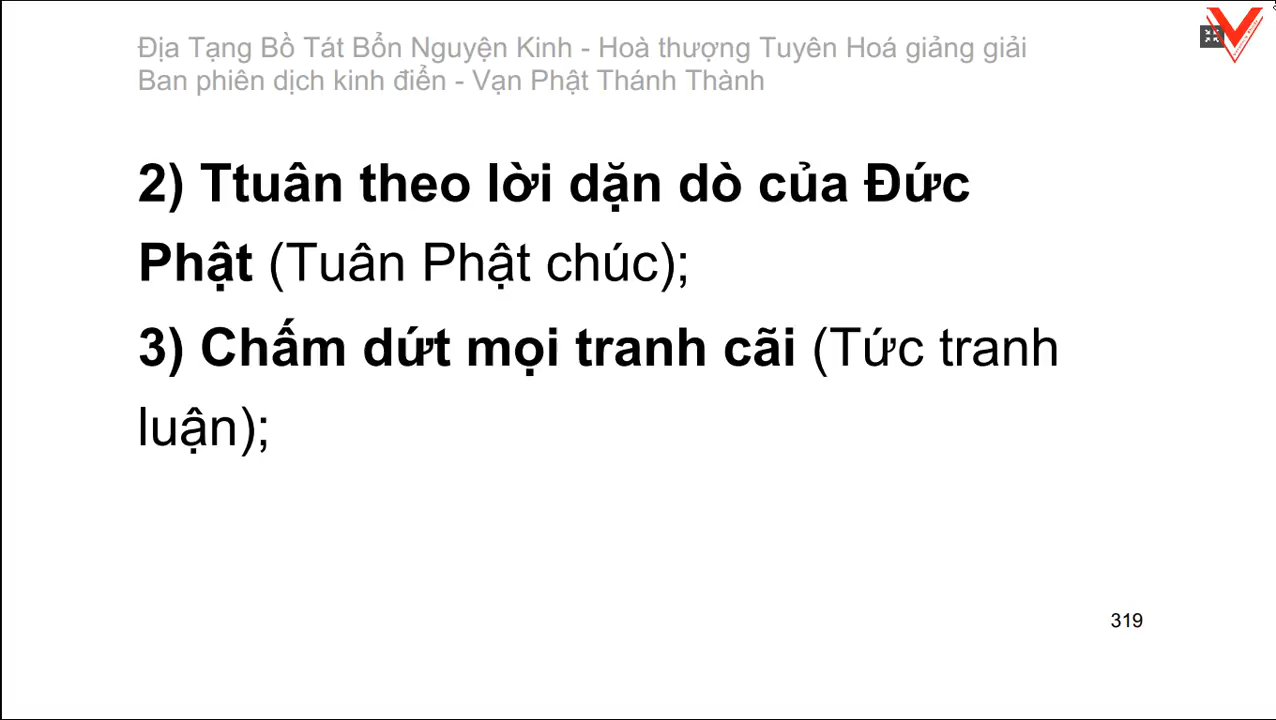 Địa Tạng Bồ Tát Bổn Nguyện Kinh - Hoà thượng Tuyên Hoá giảng giải
Ban phiên dịch kinh điển - Vạn Phật Thánh Thành
2) Ttuân theo lời dặn dò của Đức
Phật (Tuân Phật chúc);
3) Chấm dứt mọi tranh cãi (Tức tranh
luận);
319